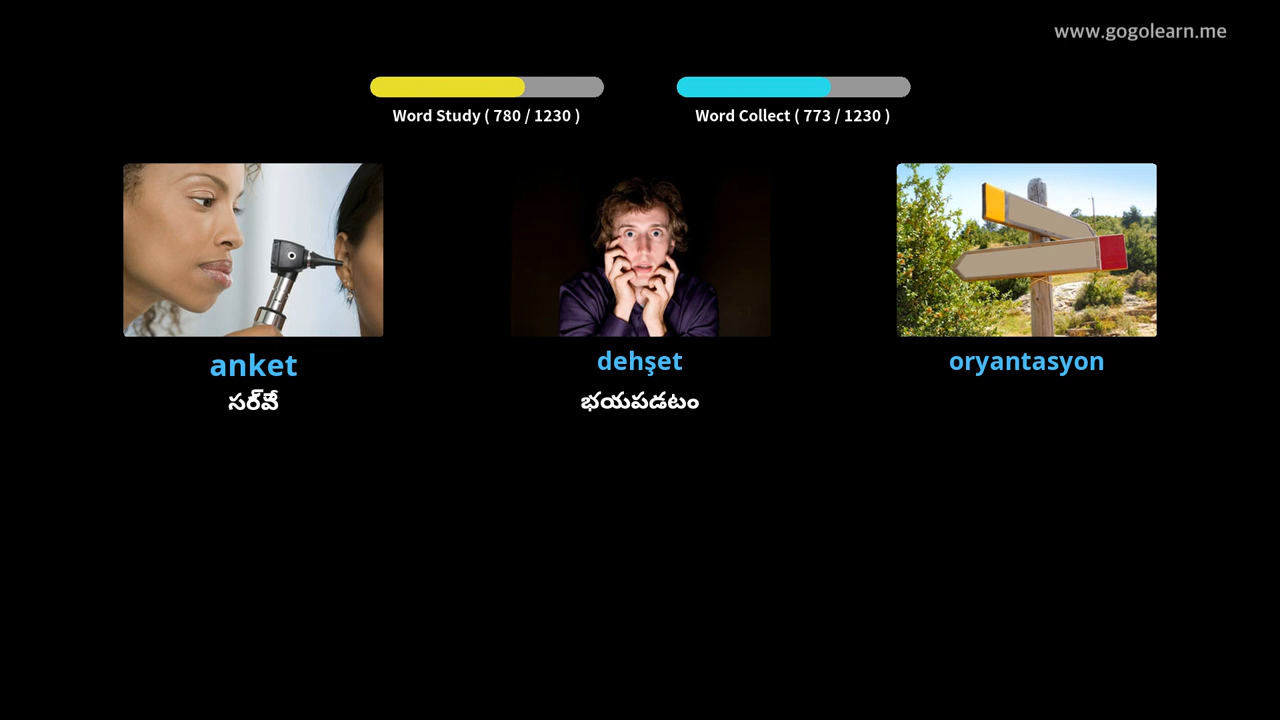 www.gogolearn.me
Word Study ( 780 / 1230 )
Word Collect ( 773 / 1230 )
anket
dehşet
oryantasyon
సర్‌వే
భయపడటం